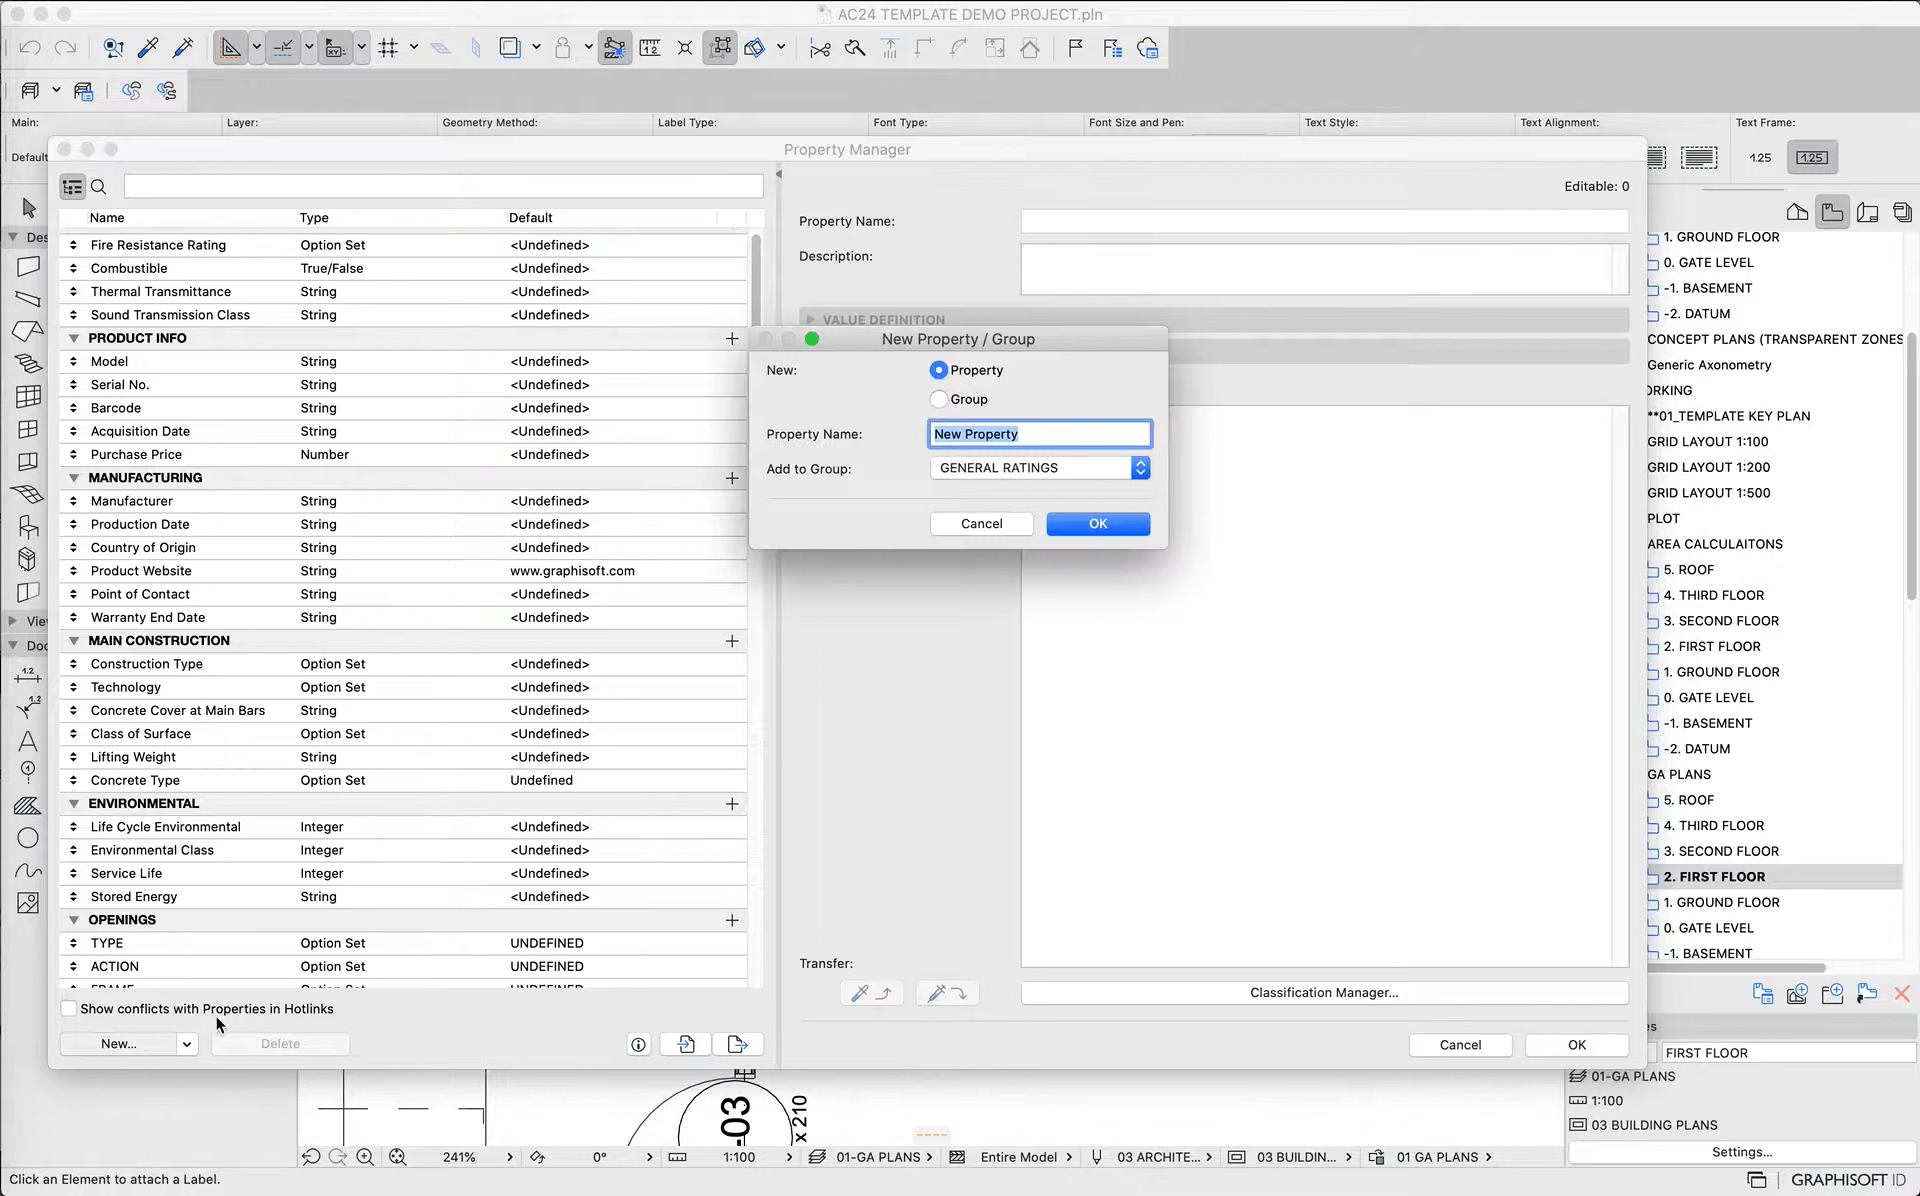 AC24 TEMPLATE DEMO PROJECT.pln
Main:
Layer:
Geometry Method:
Label Type:
Font Type:
Font Size and Pen:
Text Style:
Text Alignment:
Text Frame:
Default
1.25
1.25
Property Manager
Editable: 0
Name Type Default
Fire Resistance Rating Option Set <Undefined>
Combustible True/False <Undefined>
Thermal Transmittance String <Undefined>
Sound Transmission Class String <Undefined>
PRODUCT INFO
Model String <Undefined>
Serial No. String <Undefined>
Barcode String <Undefined>
Acquisition Date String <Undefined>
Purchase Price Number <Undefined>
MANUFACTURING
Manufacturer String <Undefined>
Production Date String <Undefined>
Country of Origin String <Undefined>
Product Website String www.graphisoft.com
Point of Contact String <Undefined>
Warranty End Date String <Undefined>
MAIN CONSTRUCTION
Construction Type Option Set <Undefined>
Technology Option Set <Undefined>
Concrete Cover at Main Bars String <Undefined>
Class of Surface Option Set <Undefined>
Lifting Weight String <Undefined>
Concrete Type Option Set Undefined
ENVIRONMENTAL
Life Cycle Environmental Integer <Undefined>
Environmental Class Integer <Undefined>
Service Life Integer <Undefined>
Stored Energy String <Undefined>
OPENINGS
TYPE Option Set UNDEFINED
ACTION Option Set UNDEFINED
Show conflicts with Properties in Hotlinks
New...
Delete
Property Name:
Description:
VALUE DEFINITION
New Property / Group
New:
Property
Group
Property Name:
New Property
Add to Group:
GENERAL RATINGS
Cancel
OK
Transfer:
Classification Manager...
Cancel
OK
Des
Vie
Doc
1.2
1.2
1. GROUND FLOOR
0. GATE LEVEL
-1. BASEMENT
-2. DATUM
CONCEPT PLANS (TRANSPARENT ZONES
Generic Axonometry
ORKING
**01_TEMPLATE KEY PLAN
GRID LAYOUT 1:100
GRID LAYOUT 1:200
GRID LAYOUT 1:500
PLOT
AREA CALCULAITONS
5. ROOF
4. THIRD FLOOR
3. SECOND FLOOR
2. FIRST FLOOR
1. GROUND FLOOR
0. GATE LEVEL
-1. BASEMENT
-2. DATUM
GA PLANS
5. ROOF
4. THIRD FLOOR
3. SECOND FLOOR
2. FIRST FLOOR
1. GROUND FLOOR
0. GATE LEVEL
-1. BASEMENT
es
FIRST FLOOR
01-GA PLANS
1:100
03 BUILDING PLANS
Settings...
-03
x 210
241%
0°
1:100
01-GA PLANS
Entire Model
03 ARCHITE...
03 BUILDIN...
01 GA PLANS
Click an Element to attach a Label.
GRAPHISOFT ID